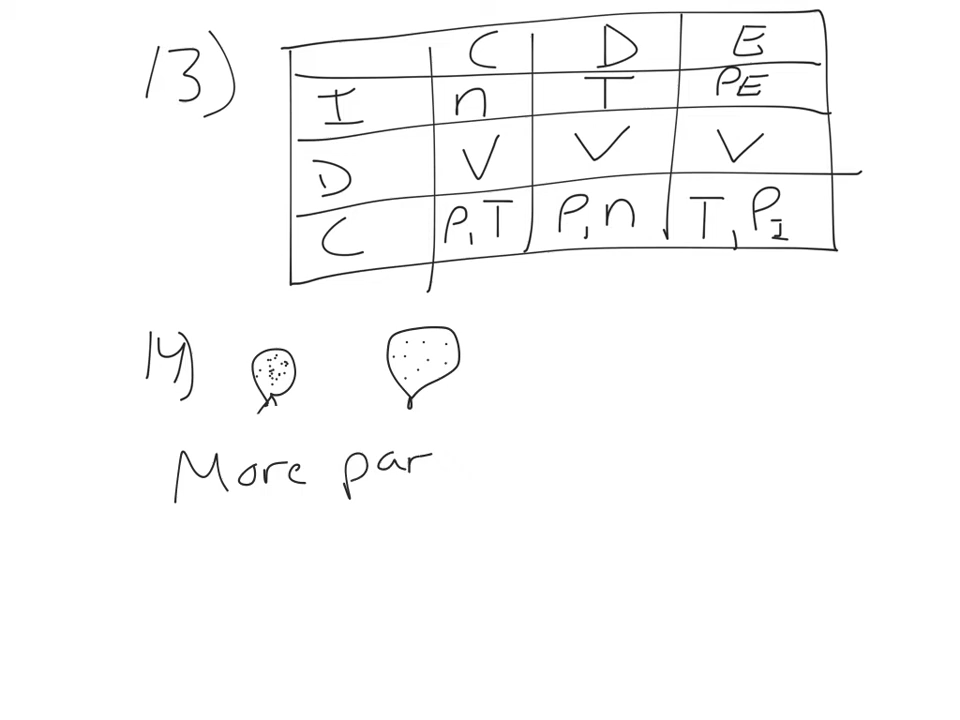 13)
C D E
I n T PE
D V V V
C P,T P,n T,PI
14)
More par